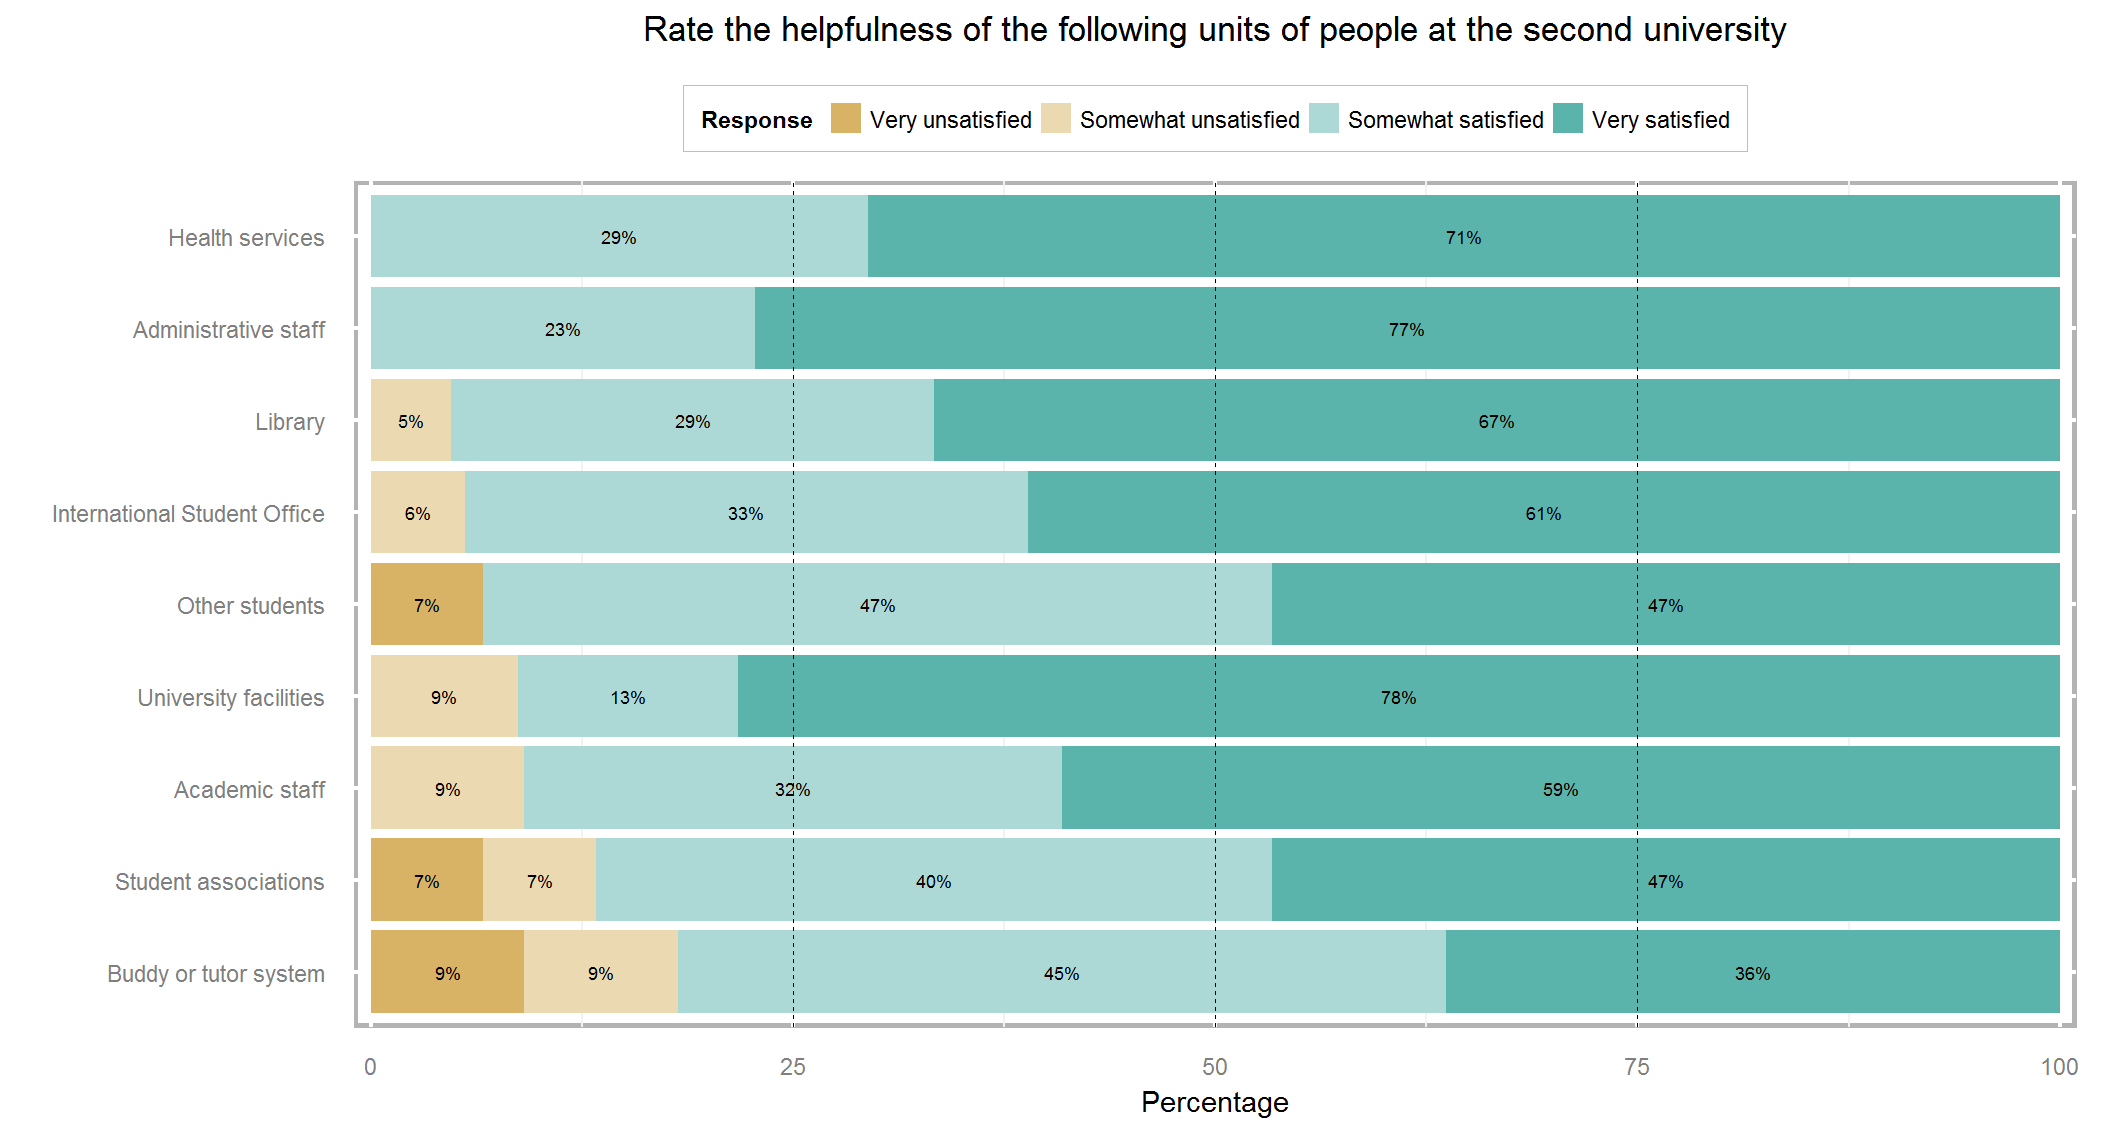 Rate the helpfulness of the following units of people at the second university
Response Very unsatisfied Somewhat unsatisfied Somewhat satisfied Very satisfied
Health services 29% 71%
Administrative staff 23% 77%
Library 5% 29% 67%
International Student Office 6% 33% 61%
Other students 7% 47% 47%
University facilities 9% 13% 78%
Academic staff 9% 32% 59%
Student associations 7% 7% 40% 47%
Buddy or tutor system 9% 9% 45% 36%
0 25 50 75 100
Percentage